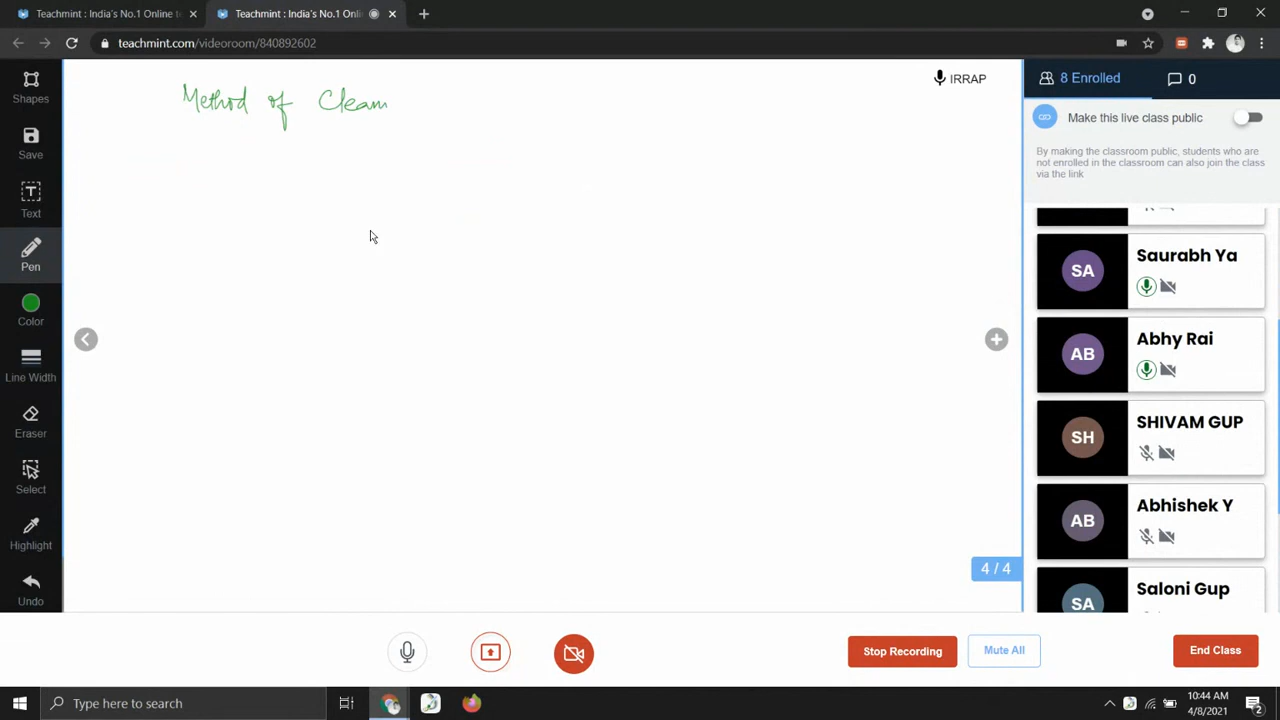 Teachmint : India's No.1 Online t
Teachmint : India's No.1 Onli
teachmint.com/videoroom/840892602
Shapes
Save
Text
Pen
Color
Line Width
Eraser
Select
Highlight
Undo
Method of Cleam
IRRAP
4 / 4
8 Enrolled
0
Make this live class public
By making the classroom public, students who are
not enrolled in the classroom can also join the class
via the link
SA
Saurabh Ya
AB
Abhy Rai
SH
SHIVAM GUP
AB
Abhishek Y
SA
Saloni Gup
Stop Recording
Mute All
End Class
Type here to search
10:44 AM
4/8/2021
2